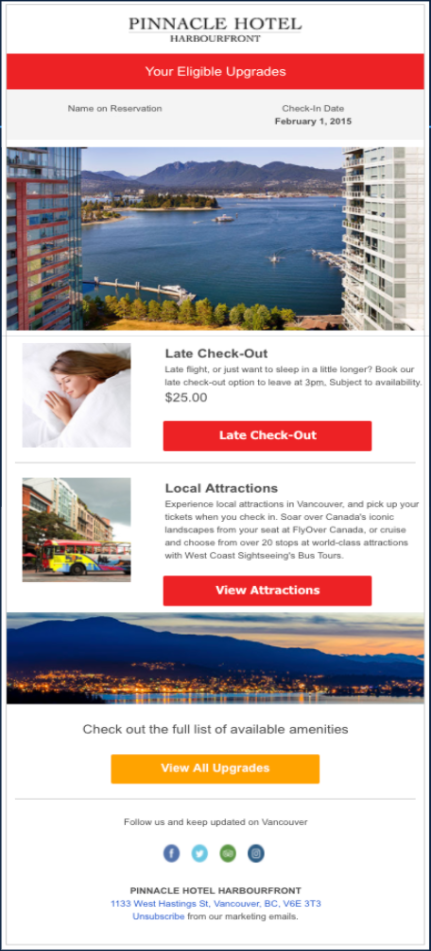 PINNACLE HOTEL
HARBOURFRONT
Your Eligible Upgrades
Name on Reservation
Check-In Date
February 1, 2015
Late Check-Out
Late flight, or just want to sleep in a little longer? Book our
late check-out option to leave at 3pm, Subject to availability.
$25.00
Late Check-Out
Local Attractions
Experience local attractions in Vancouver, and pick up your
tickets when you check in. Soar over Canada's iconic
landscapes from your seat at FlyOver Canada, or cruise
and choose from over 20 stops at world-class attractions
with West Coast Sightseeing's Bus Tours.
View Attractions
Check out the full list of available amenities
View All Upgrades
Follow us and keep updated on Vancouver
PINNACLE HOTEL HARBOURFRONT
1133 West Hastings St, Vancouver, BC, V6E 3T3
Unsubscribe from our marketing emails.